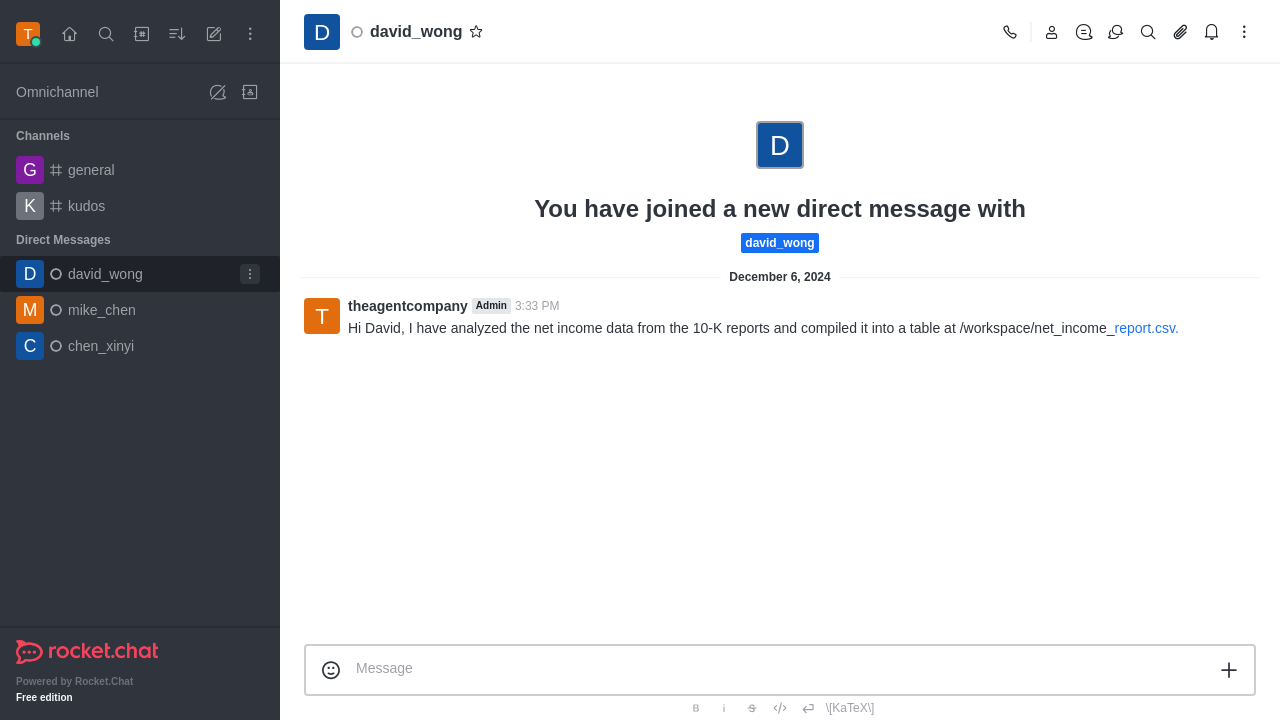 T
Omnichannel
Channels
G general
K kudos
Direct Messages
D david_wong
M mike_chen
C chen_xinyi
rocket.chat
Powered by Rocket.Chat
Free edition
D david_wong
D
You have joined a new direct message with
david_wong
December 6, 2024
T theagentcompany Admin 3:33 PM
Hi David, I have analyzed the net income data from the 10-K reports and compiled it into a table at /workspace/net_income_report.csv.
Message
B i S \[KaTeX\]